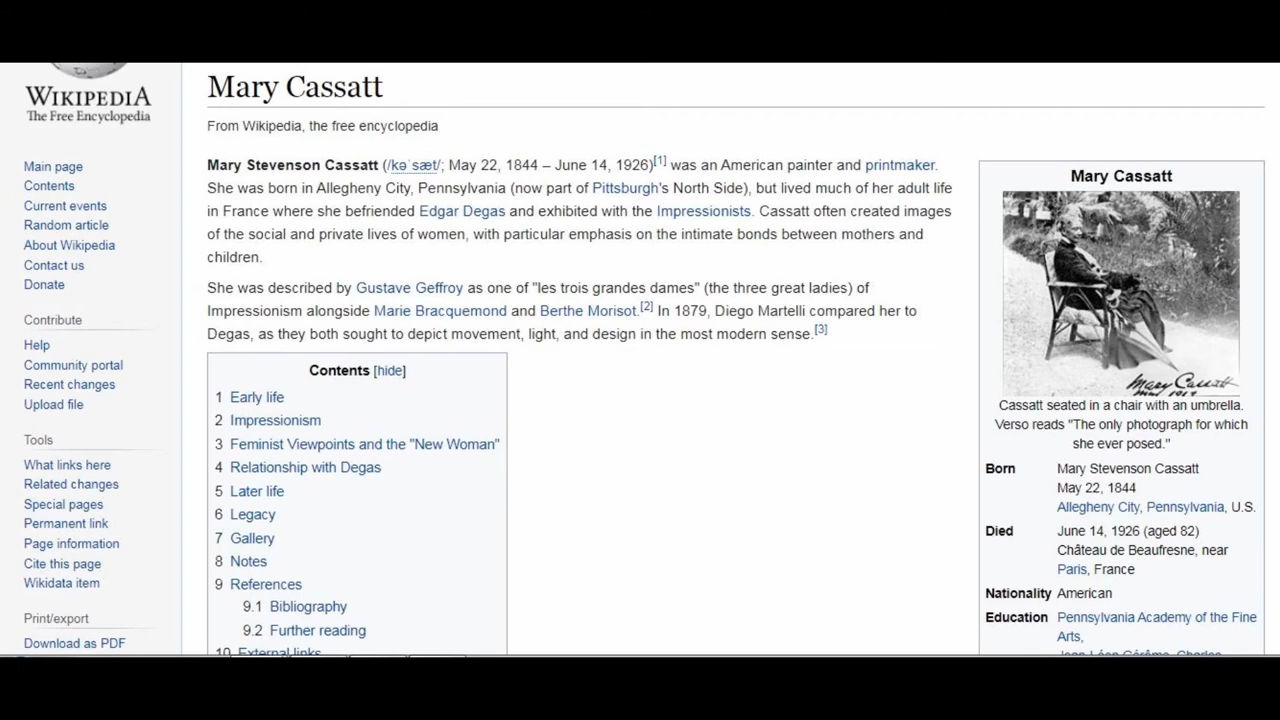 WIKIPEDIA
The Free Encyclopedia
Main page
Contents
Current events
Random article
About Wikipedia
Contact us
Donate
Contribute
Help
Community portal
Recent changes
Upload file
Tools
What links here
Related changes
Special pages
Permanent link
Page information
Cite this page
Wikidata item
Print/export
Download as PDF
Mary Cassatt
From Wikipedia, the free encyclopedia
Mary Stevenson Cassatt (/kəˈsæt/; May 22, 1844 – June 14, 1926)[1] was an American painter and printmaker.
She was born in Allegheny City, Pennsylvania (now part of Pittsburgh's North Side), but lived much of her adult life
in France where she befriended Edgar Degas and exhibited with the Impressionists. Cassatt often created images
of the social and private lives of women, with particular emphasis on the intimate bonds between mothers and
children.
She was described by Gustave Geffroy as one of "les trois grandes dames" (the three great ladies) of
Impressionism alongside Marie Bracquemond and Berthe Morisot.[2] In 1879, Diego Martelli compared her to
Degas, as they both sought to depict movement, light, and design in the most modern sense.[3]
Contents [hide]
1 Early life
2 Impressionism
3 Feminist Viewpoints and the "New Woman"
4 Relationship with Degas
5 Later life
6 Legacy
7 Gallery
8 Notes
9 References
9.1 Bibliography
9.2 Further reading
10 External links
Mary Cassatt
Mary Cassatt
Cassatt seated in a chair with an umbrella.
Verso reads "The only photograph for which
she ever posed."
Born Mary Stevenson Cassatt
May 22, 1844
Allegheny City, Pennsylvania, U.S.
Died June 14, 1926 (aged 82)
Château de Beaufresne, near
Paris, France
Nationality American
Education Pennsylvania Academy of the Fine
Arts,
Jean-Léon Gérôme, Charles